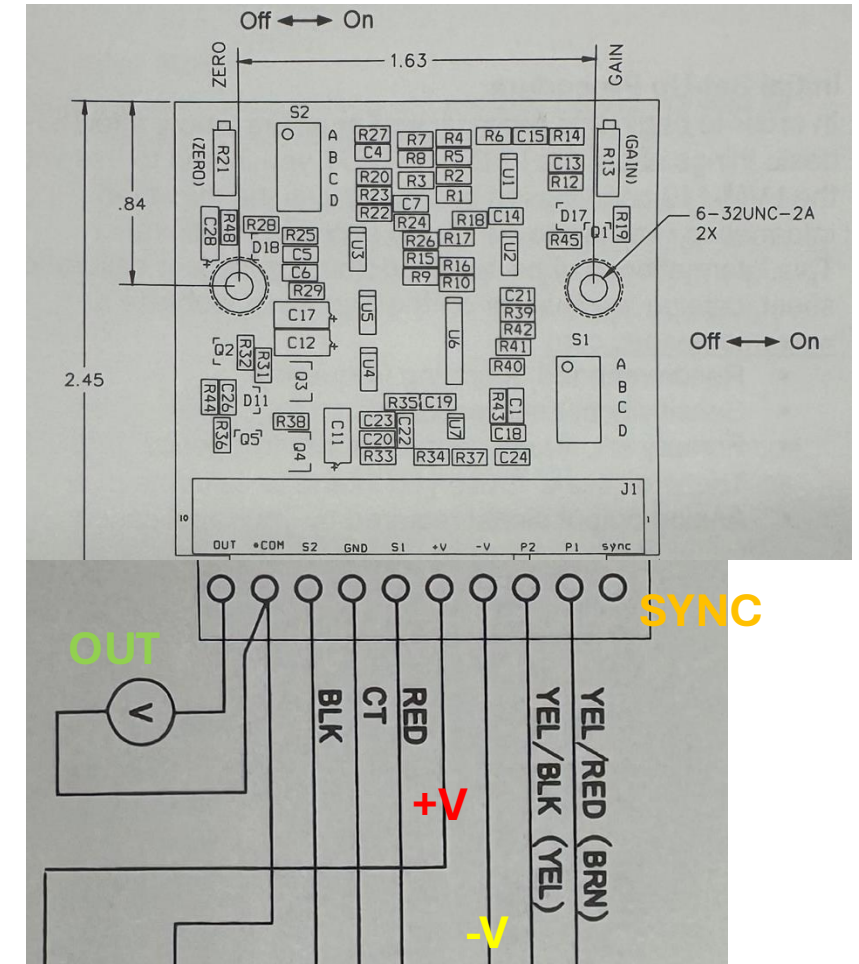 Off On
ZERO
1.63
GAIN
S2
(ZERO)
R21
A
B
C
D
R27
C4
R20
R23
R22
R7
R8
R3
C7
R24
R4
R5
R2
R1
R6
C15
R14
U1
C13
R12
R13
(GAIN)
.84
C28
R48
R28
D18
R25
C5
C6
R29
U3
R26
R15
R9
R18
C14
R17
R16
R10
U2
D17
Q1
R19
R45
6-32UNC-2A
2X
C17
C12
U5
U4
U6
C21
R39
R42
R41
R40
S1
Off On
A
B
C
D
2.45
Q2
R32
R31
Q3
R44
C26
D11
R36
Q5
R38
Q4
C11
R35
C19
C23
C20
C22
R33
R34
U7
R37
R43
C1
C18
C24
J1
10
1
OUT
*COM
S2
GND
S1
+V
-V
P2
P1
sync
SYNC
OUT
V
BLK
CT
RED
YEL/BLK (YEL)
YEL/RED (BRN)
+V
-V